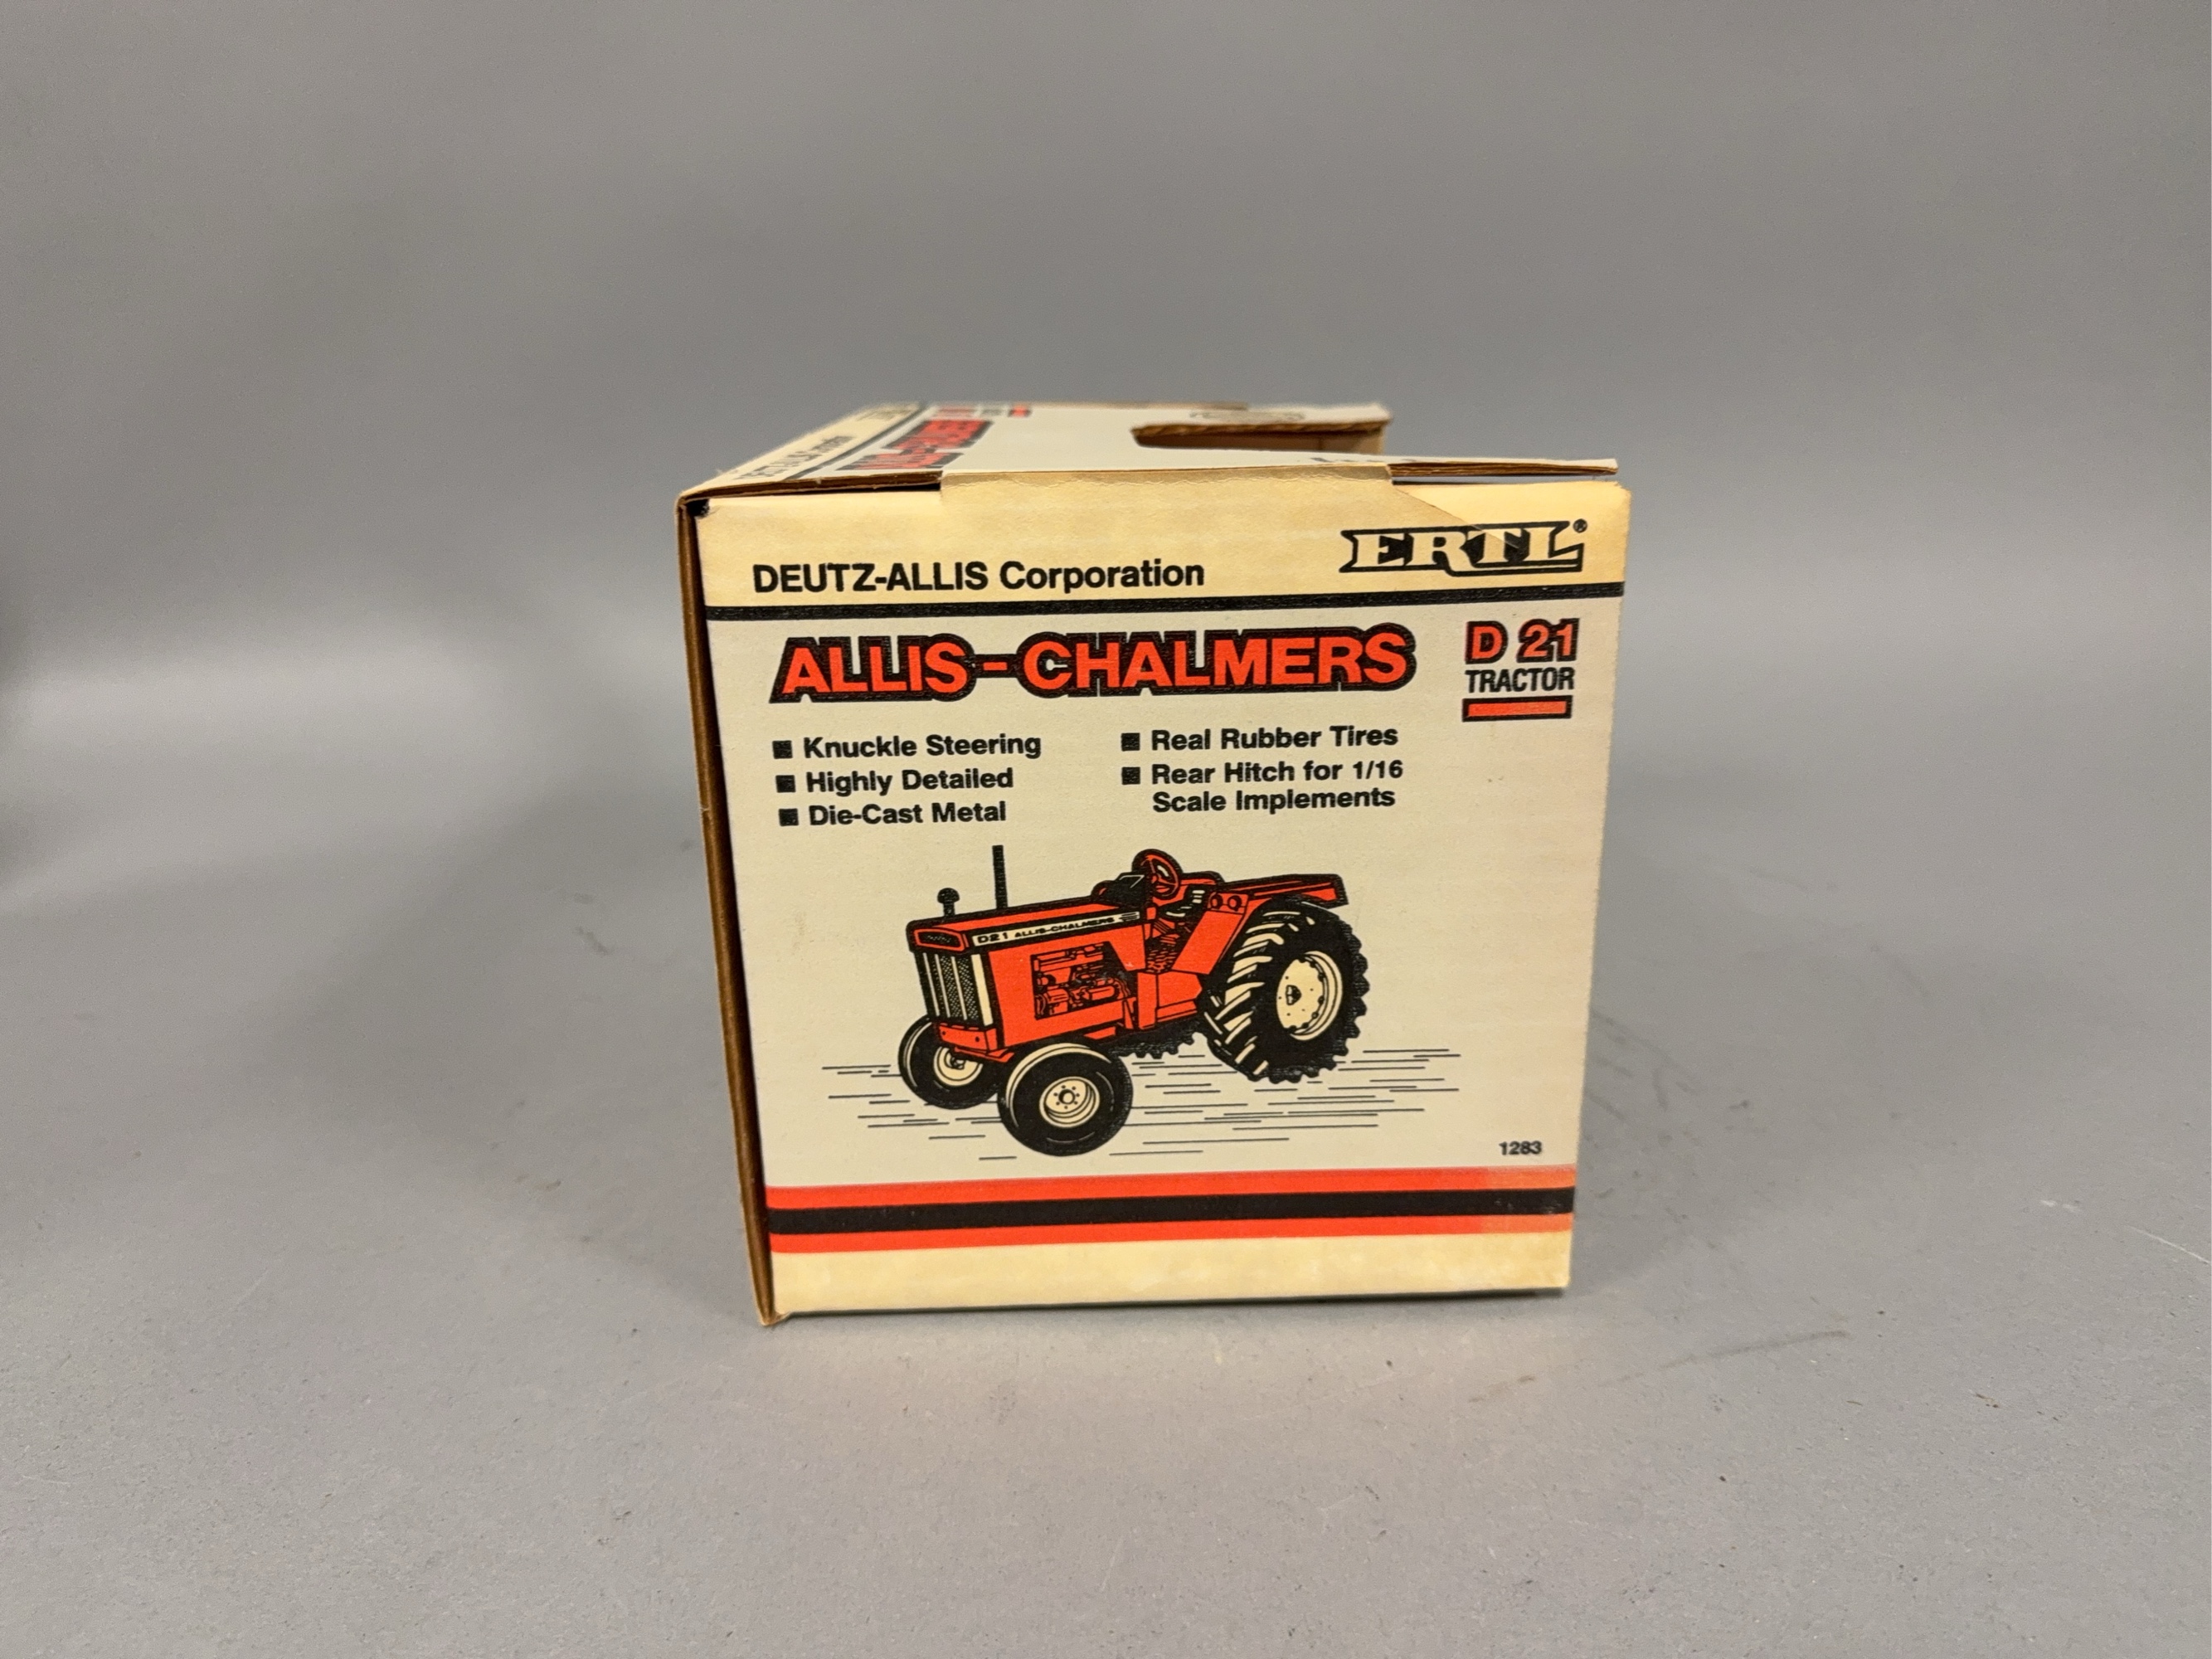 DEUTZ-ALLIS Corporation
ERTL®
ALLIS-CHALMERS
D 21
TRACTOR
■ Knuckle Steering
■ Highly Detailed
■ Die-Cast Metal
■ Real Rubber Tires
■ Rear Hitch for 1/16
Scale Implements
D21 ALLIS-CHALMERS
1283